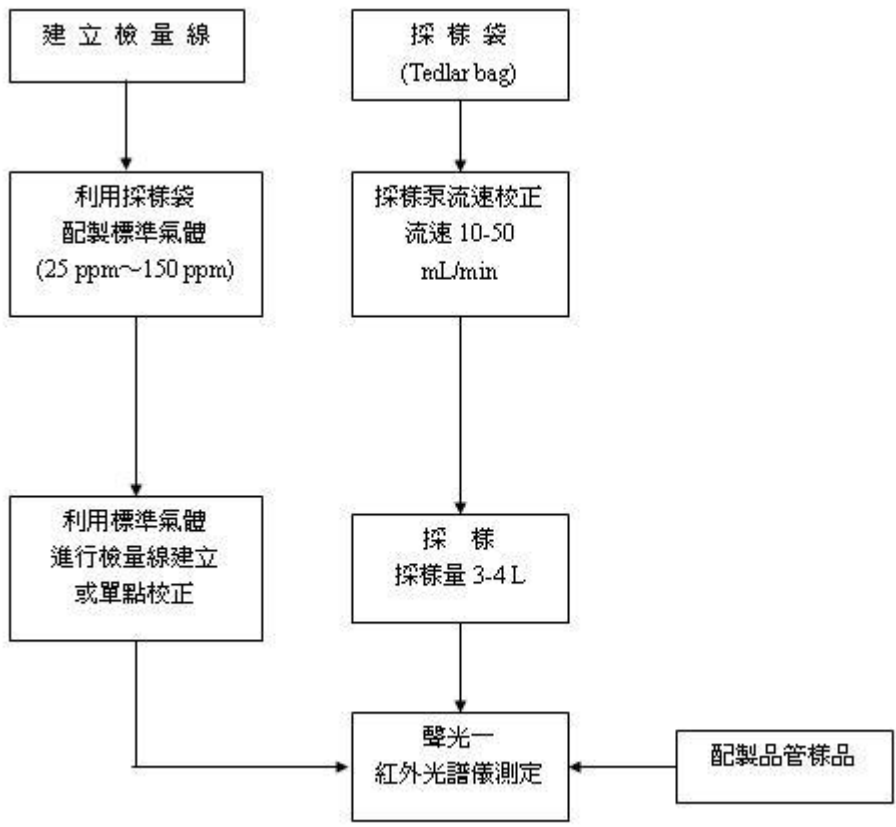 建 立 檢 量 線
利用採樣袋
配製標準氣體
(25 ppm～150 ppm)
利用標準氣體
進行檢量線建立
或單點校正
採 樣 袋
(Tedlar bag)
採樣泵流速校正
流速 10-50
mL/min
採 樣
採樣量 3-4 L
聲光一
紅外光譜儀測定
配製品管樣品